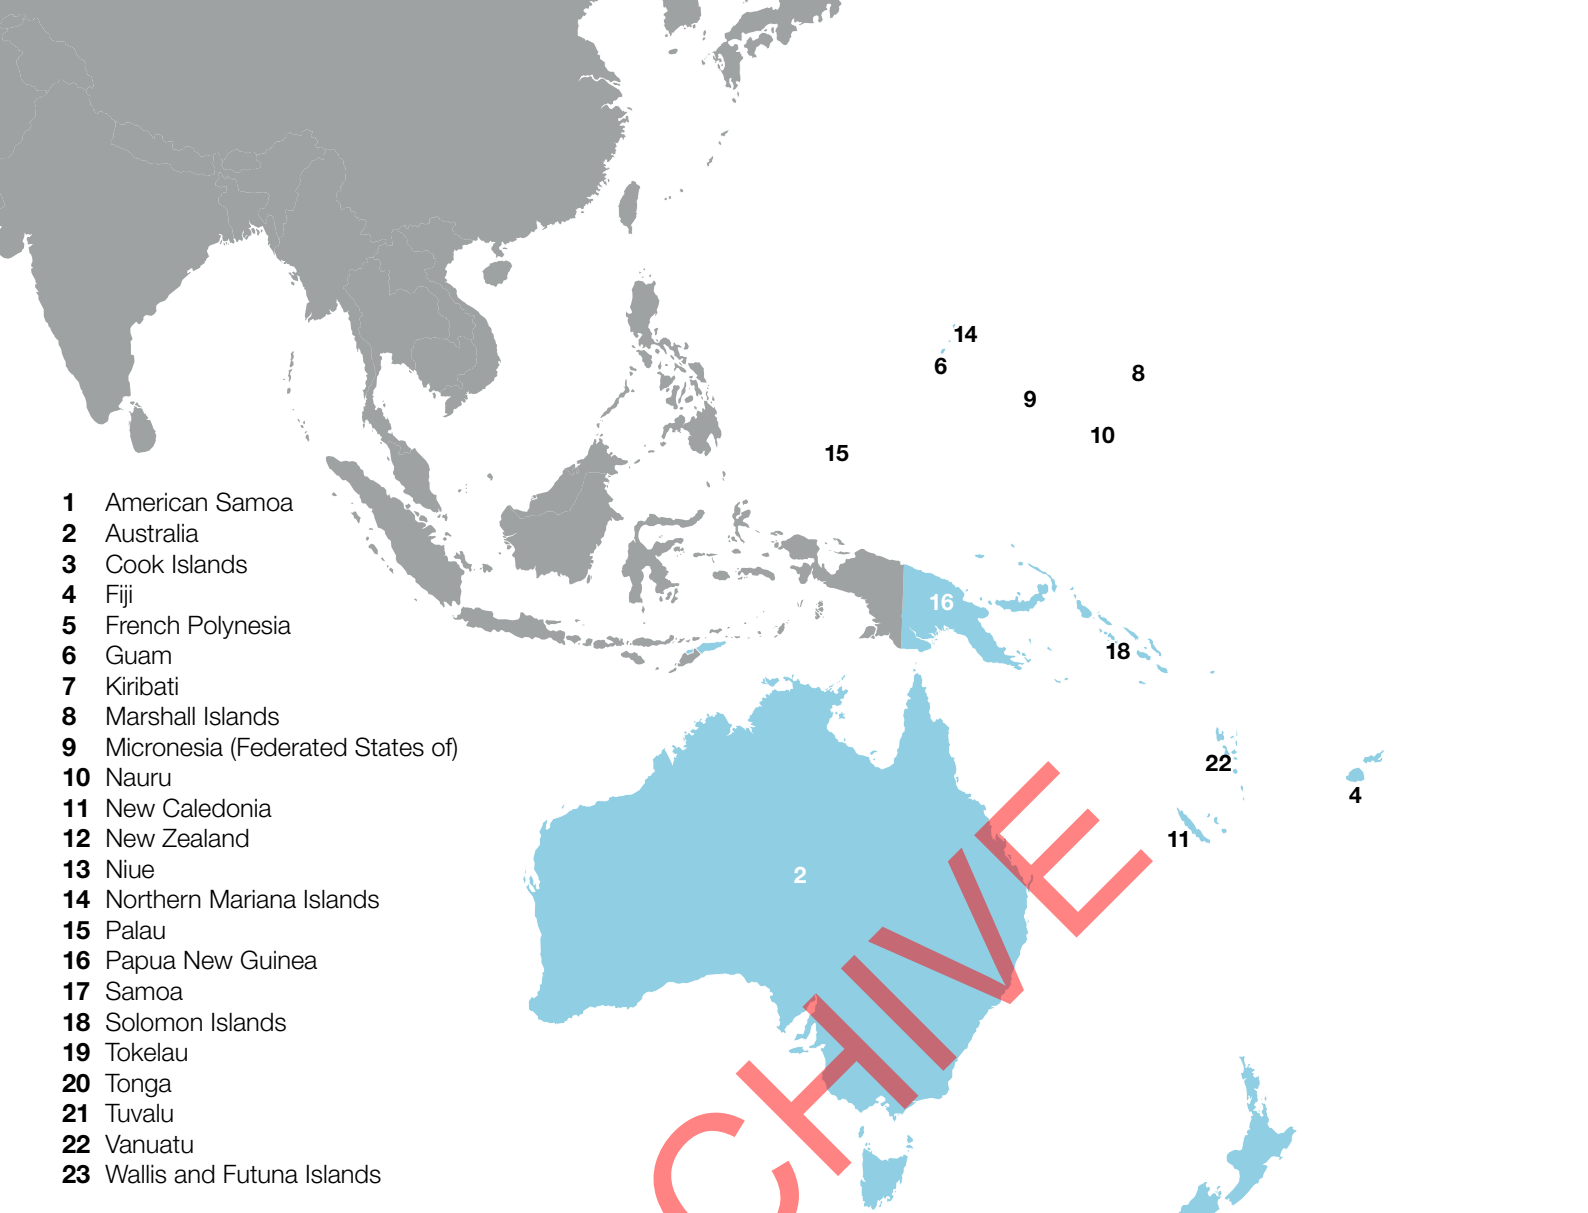 14
6
8
9
10
15
1 American Samoa
2 Australia
3 Cook Islands
4 Fiji
5 French Polynesia
6 Guam
7 Kiribati
8 Marshall Islands
9 Micronesia (Federated States of)
10 Nauru
11 New Caledonia
12 New Zealand
13 Niue
14 Northern Mariana Islands
15 Palau
16 Papua New Guinea
17 Samoa
18 Solomon Islands
19 Tokelau
20 Tonga
21 Tuvalu
22 Vanuatu
23 Wallis and Futuna Islands
16
18
22
4
11
2
CHIVE